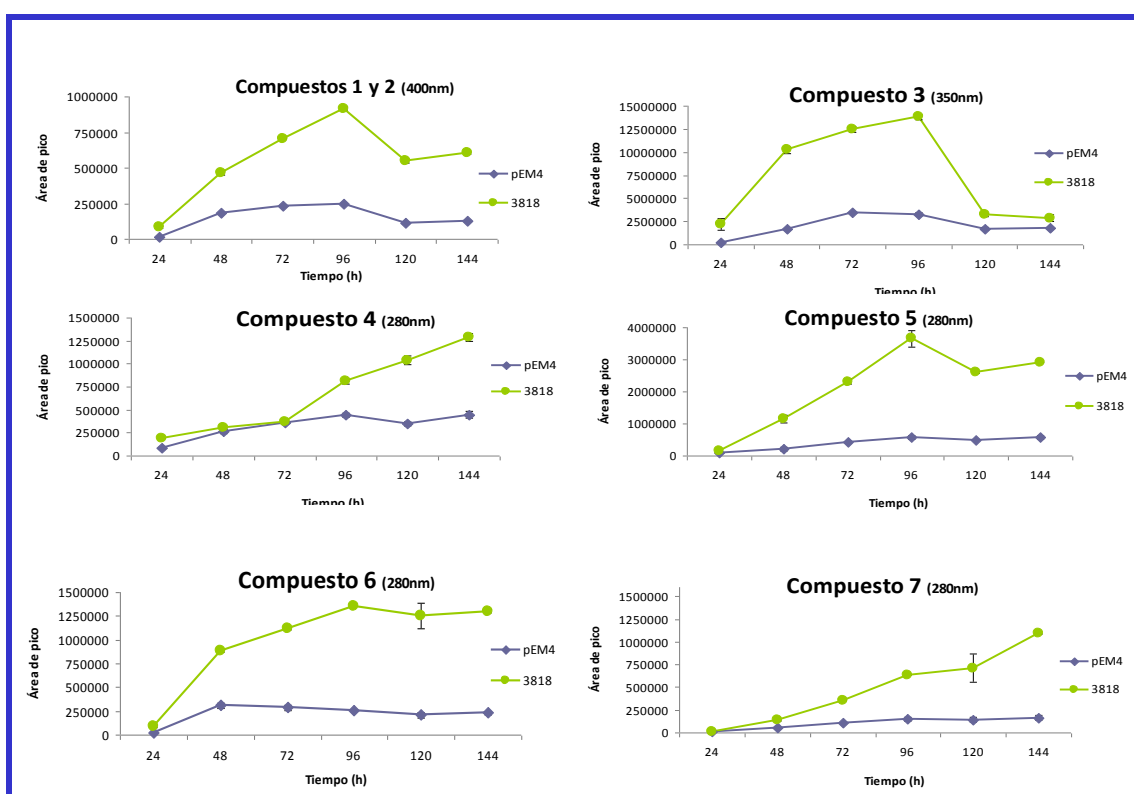 Compuestos 1 y 2 (400nm)
1000000
750000
500000
250000
0
Área de pico
24 48 72 96 120 144
Tiempo (h)
pEM4
3818
Compuesto 3 (350nm)
15000000
12500000
10000000
7500000
5000000
2500000
0
Área de pico
24 48 72 96 120 144
Tiempo (h)
pEM4
3818
Compuesto 4 (280nm)
1500000
1250000
1000000
750000
500000
250000
0
Área de pico
24 48 72 96 120 144
Tiempo (h)
pEM4
3818
Compuesto 5 (280nm)
4000000
3000000
2000000
1000000
0
Área de pico
24 48 72 96 120 144
Tiempo (h)
pEM4
3818
Compuesto 6 (280nm)
1500000
1250000
1000000
750000
500000
250000
0
Área de pico
24 48 72 96 120 144
Tiempo (h)
pEM4
3818
Compuesto 7 (280nm)
1500000
1250000
1000000
750000
500000
250000
0
Área de pico
24 48 72 96 120 144
Tiempo (h)
pEM4
3818